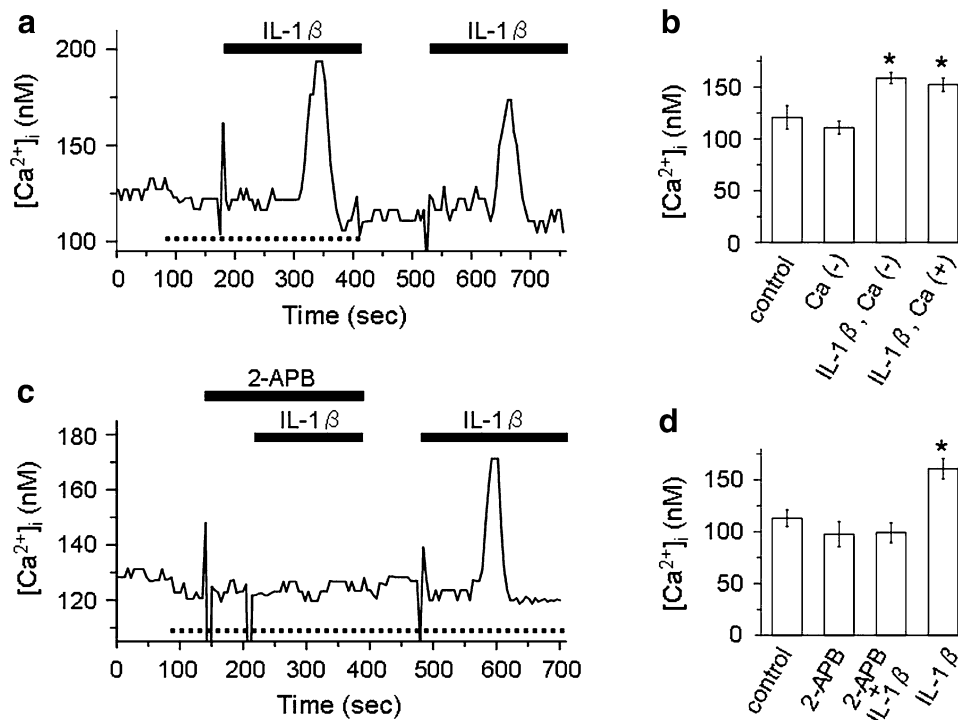 a
IL-1β
IL-1β
200
150
100
[Ca²⁺]ᵢ (nM)
0 100 200 300 400 500 600 700
Time (sec)
b
* *
150
100
50
0
[Ca²⁺]ᵢ (nM)
control
Ca (-)
IL-1β, Ca (-)
IL-1β, Ca (+)
c
2-APB
IL-1β
IL-1β
180
160
140
120
[Ca²⁺]ᵢ (nM)
0 100 200 300 400 500 600 700
Time (sec)
d
*
150
100
50
0
[Ca²⁺]ᵢ (nM)
control
2-APB
2-APB
+
IL-1β
IL-1β